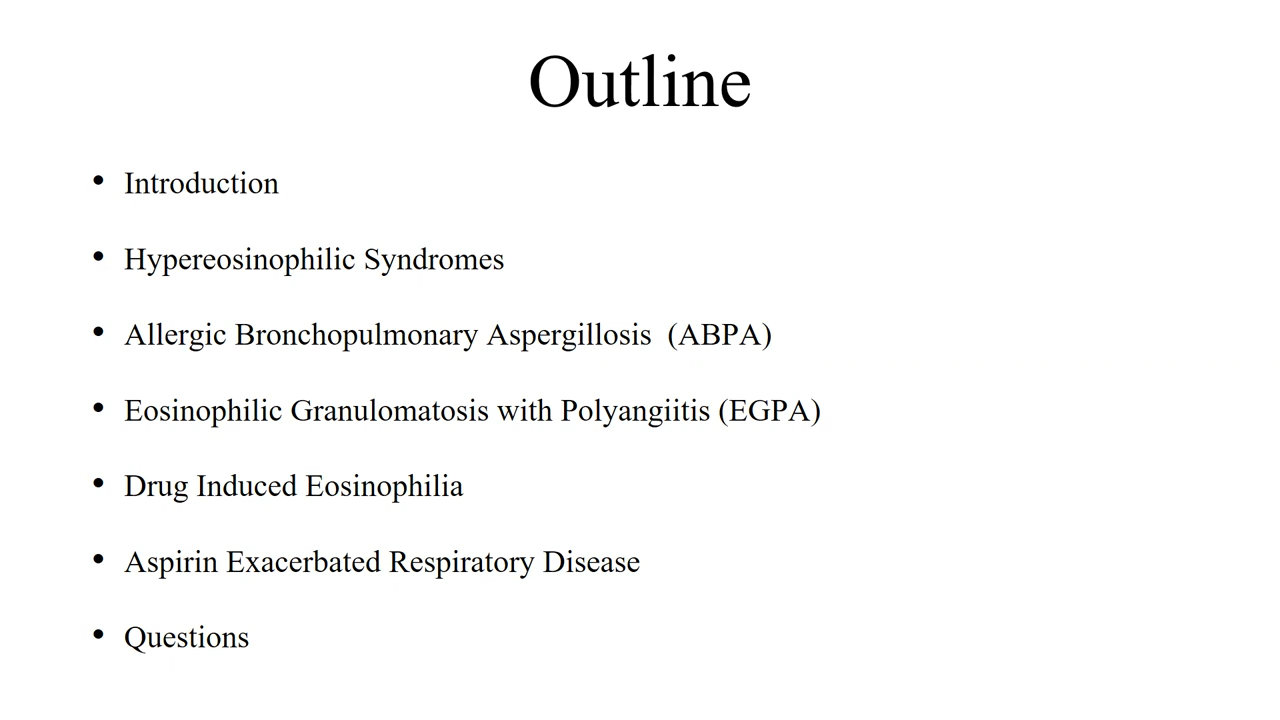 Outline
• Introduction
• Hypereosinophilic Syndromes
• Allergic Bronchopulmonary Aspergillosis  (ABPA)
• Eosinophilic Granulomatosis with Polyangiitis (EGPA)
• Drug Induced Eosinophilia
• Aspirin Exacerbated Respiratory Disease
• Questions